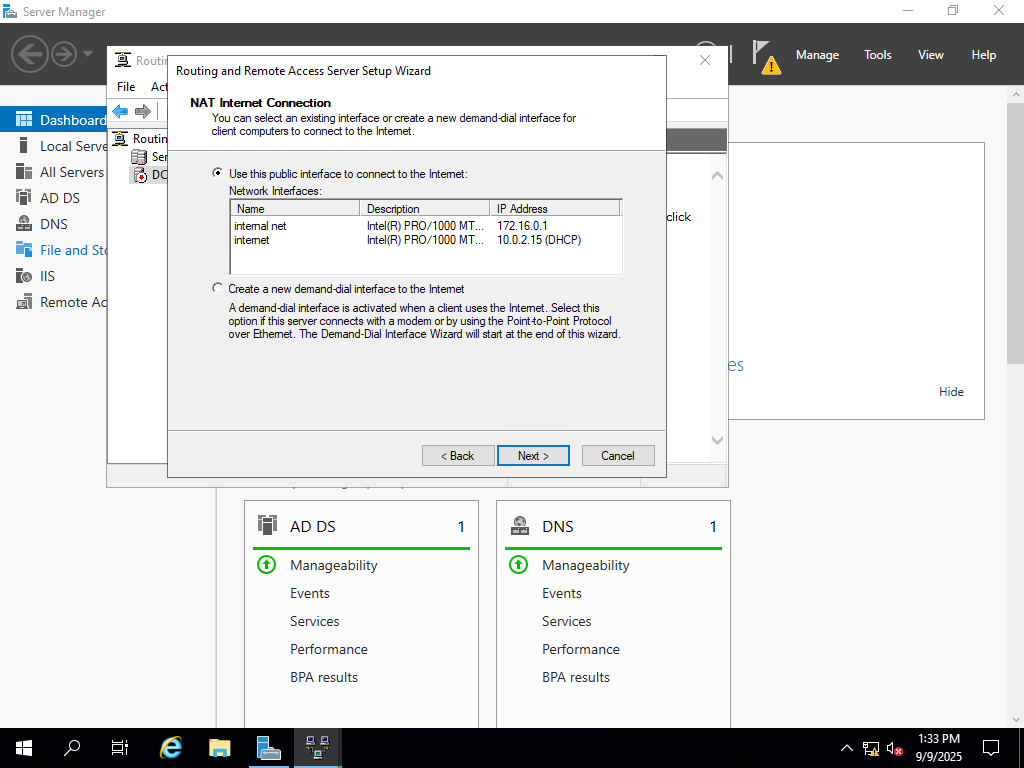 Server Manager
Manage
Tools
View
Help
Dashboard
Local Serve
All Servers
AD DS
DNS
File and Sto
IIS
Remote Ac
Routi
File
Act
Routin
Ser
DC
click
es
Hide
Routing and Remote Access Server Setup Wizard
NAT Internet Connection
You can select an existing interface or create a new demand-dial interface for
client computers to connect to the Internet.
Use this public interface to connect to the Internet:
Network Interfaces:
Name Description IP Address
internal net Intel(R) PRO/1000 MT... 172.16.0.1
internet Intel(R) PRO/1000 MT... 10.0.2.15 (DHCP)
Create a new demand-dial interface to the Internet
A demand-dial interface is activated when a client uses the Internet. Select this
option if this server connects with a modem or by using the Point-to-Point Protocol
over Ethernet. The Demand-Dial Interface Wizard will start at the end of this wizard.
< Back
Next >
Cancel
AD DS 1
Manageability
Events
Services
Performance
BPA results
DNS 1
Manageability
Events
Services
Performance
BPA results
1:33 PM
9/9/2025